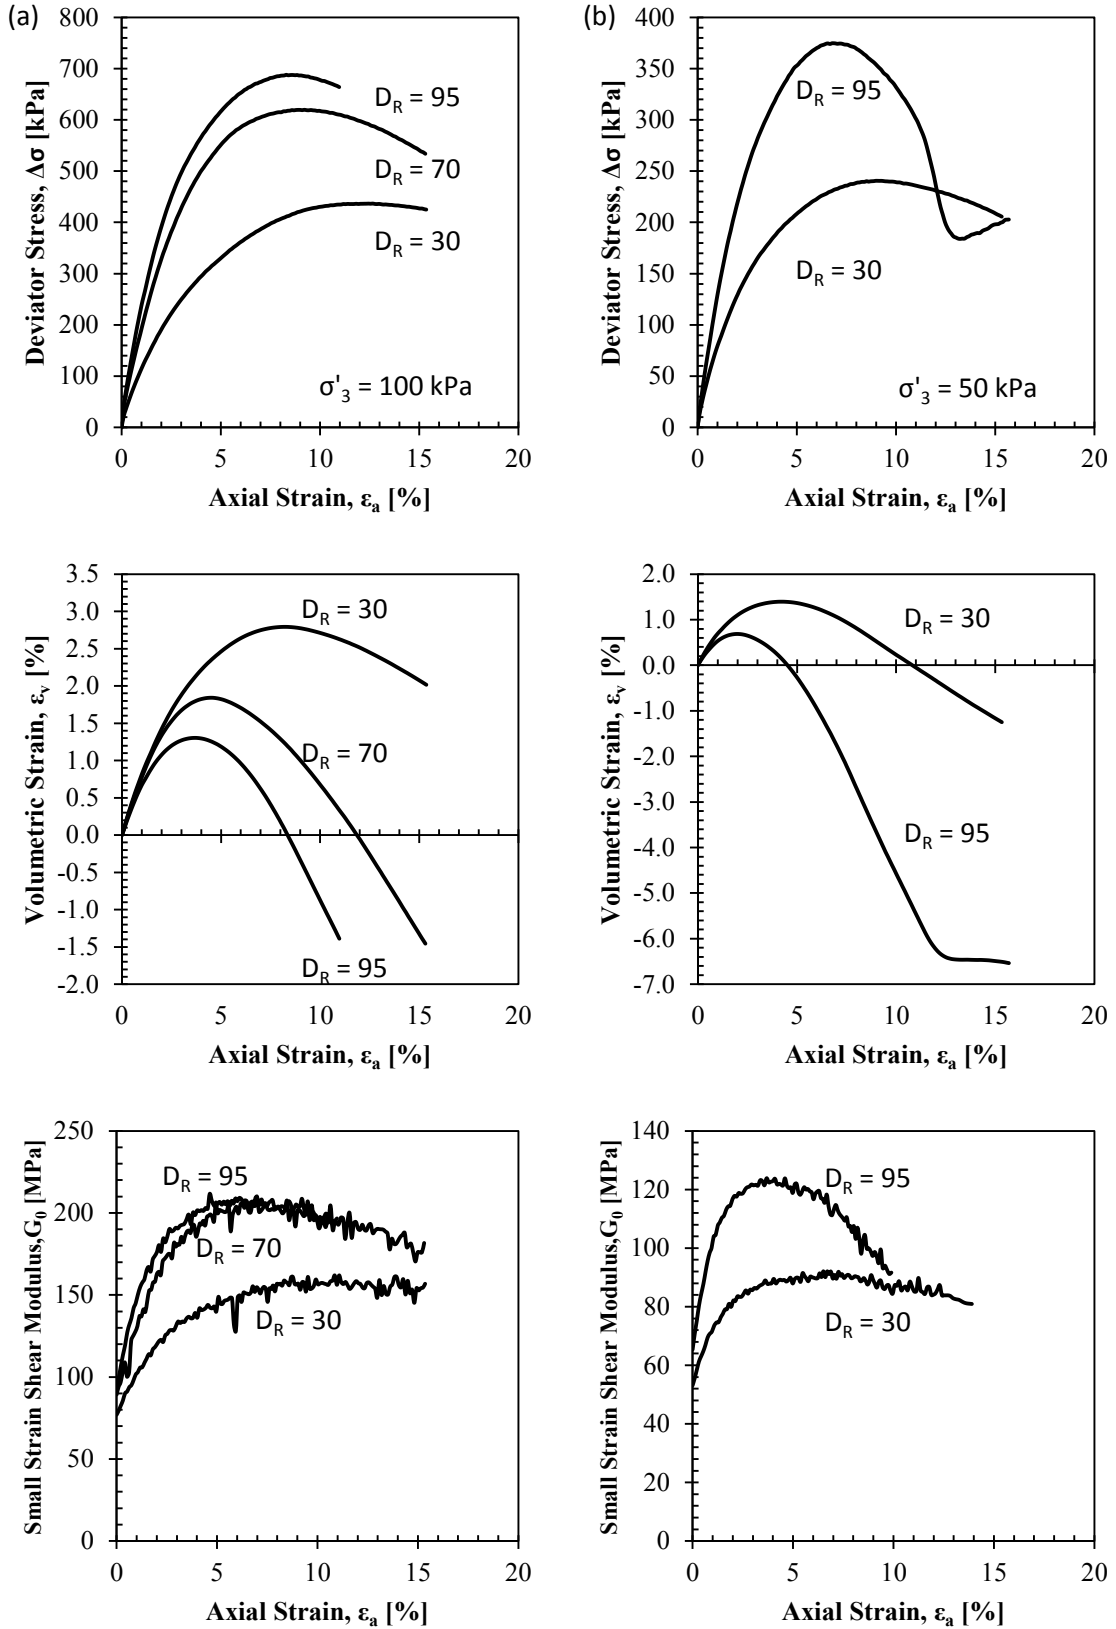 (a)
800
700
600
500
400
300
200
100
0
Deviator Stress, Δσ [kPa]
D_R = 95
D_R = 70
D_R = 30
σ'_3 = 100 kPa
0 5 10 15 20
Axial Strain, ε_a [%]
(b)
400
350
300
250
200
150
100
50
0
Deviator Stress, Δσ [kPa]
D_R = 95
D_R = 30
σ'_3 = 50 kPa
0 5 10 15 20
Axial Strain, ε_a [%]
3.5
3.0
2.5
2.0
1.5
1.0
0.5
0.0
-0.5
-1.0
-1.5
-2.0
Volumetric Strain, ε_v [%]
D_R = 30
D_R = 70
D_R = 95
0 5 10 15 20
Axial Strain, ε_a [%]
2.0
1.0
0.0
-1.0
-2.0
-3.0
-4.0
-5.0
-6.0
-7.0
Volumetric Strain, ε_v [%]
D_R = 30
D_R = 95
0 5 10 15 20
Axial Strain, ε_a [%]
250
200
150
100
50
0
Small Strain Shear Modulus,G_0 [MPa]
D_R = 95
D_R = 70
D_R = 30
0 5 10 15 20
Axial Strain, ε_a [%]
140
120
100
80
60
40
20
0
Small Strain Shear Modulus,G_0 [MPa]
D_R = 95
D_R = 30
0 5 10 15 20
Axial Strain, ε_a [%]